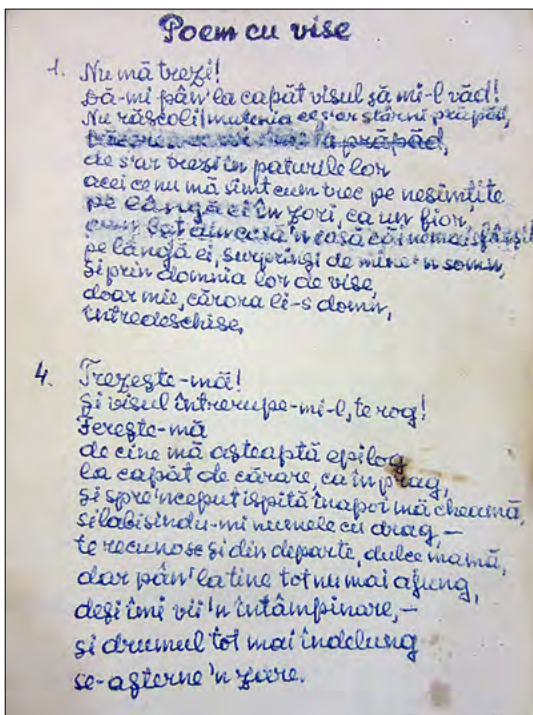 Poem cu vise
1. Nu mă trezi!
Dă-mi pân'la capăt visul să mi-l văd!
Nu răscoli! muțenia ce s'ar stârni prăpăd,
prăpăd,
de s'ar trezi în paturile lor
acei ce nu mă simt cum trec pe nesimțite
pe lângă ei în zori, ca un fior,
din casă'n casă
pe lângă ei, surprinși de mine'n somn,
și prin domnia lor de vise,
doar mie, cărora li-s domn,
întredeschise,
4. Trezește-mă!
și visul întrerupe-mi-l, te rog!
Ferește-mă
de cine mă așteaptă epilog
la capăt de cărare, ca în prag,
și spre'nceput ispită înapoi mă cheamă,
silabisindu-mi numele cu drag, —
te recunosc și din departe, dulce mamă,
dar pân'la tine tot nu mai ajung,
deși îmi vii'n întâmpinare, —
și drumul tot mai îndelung
se-așterne'n zare.